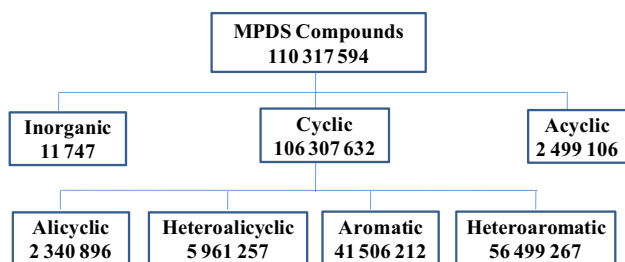 MPDS Compounds
110 317 594
Inorganic
11 747
Cyclic
106 307 632
Acyclic
2 499 106
Alicyclic
2 340 896
Heteroalicyclic
5 961 257
Aromatic
41 506 212
Heteroaromatic
56 499 267